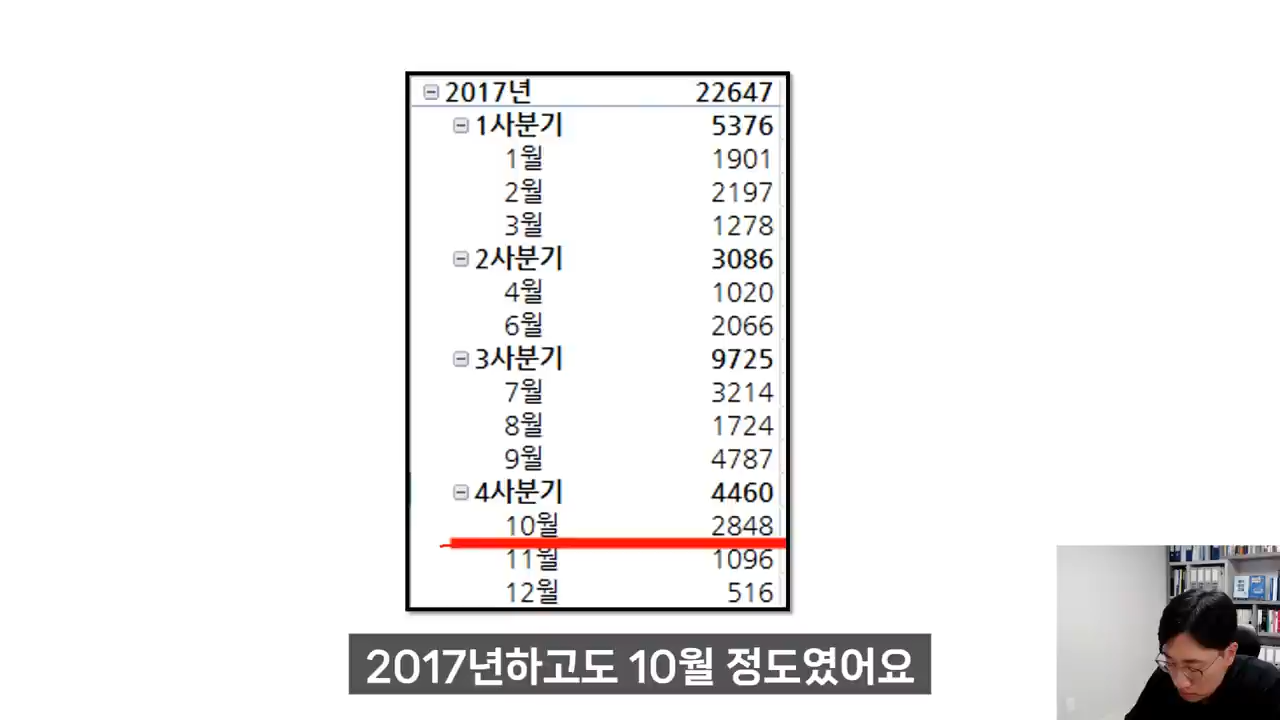 2017년 22647
1사분기 5376
1월 1901
2월 2197
3월 1278
2사분기 3086
4월 1020
6월 2066
3사분기 9725
7월 3214
8월 1724
9월 4787
4사분기 4460
10월 2848
11월 1096
12월 516
2017년하고도 10월 정도였어요